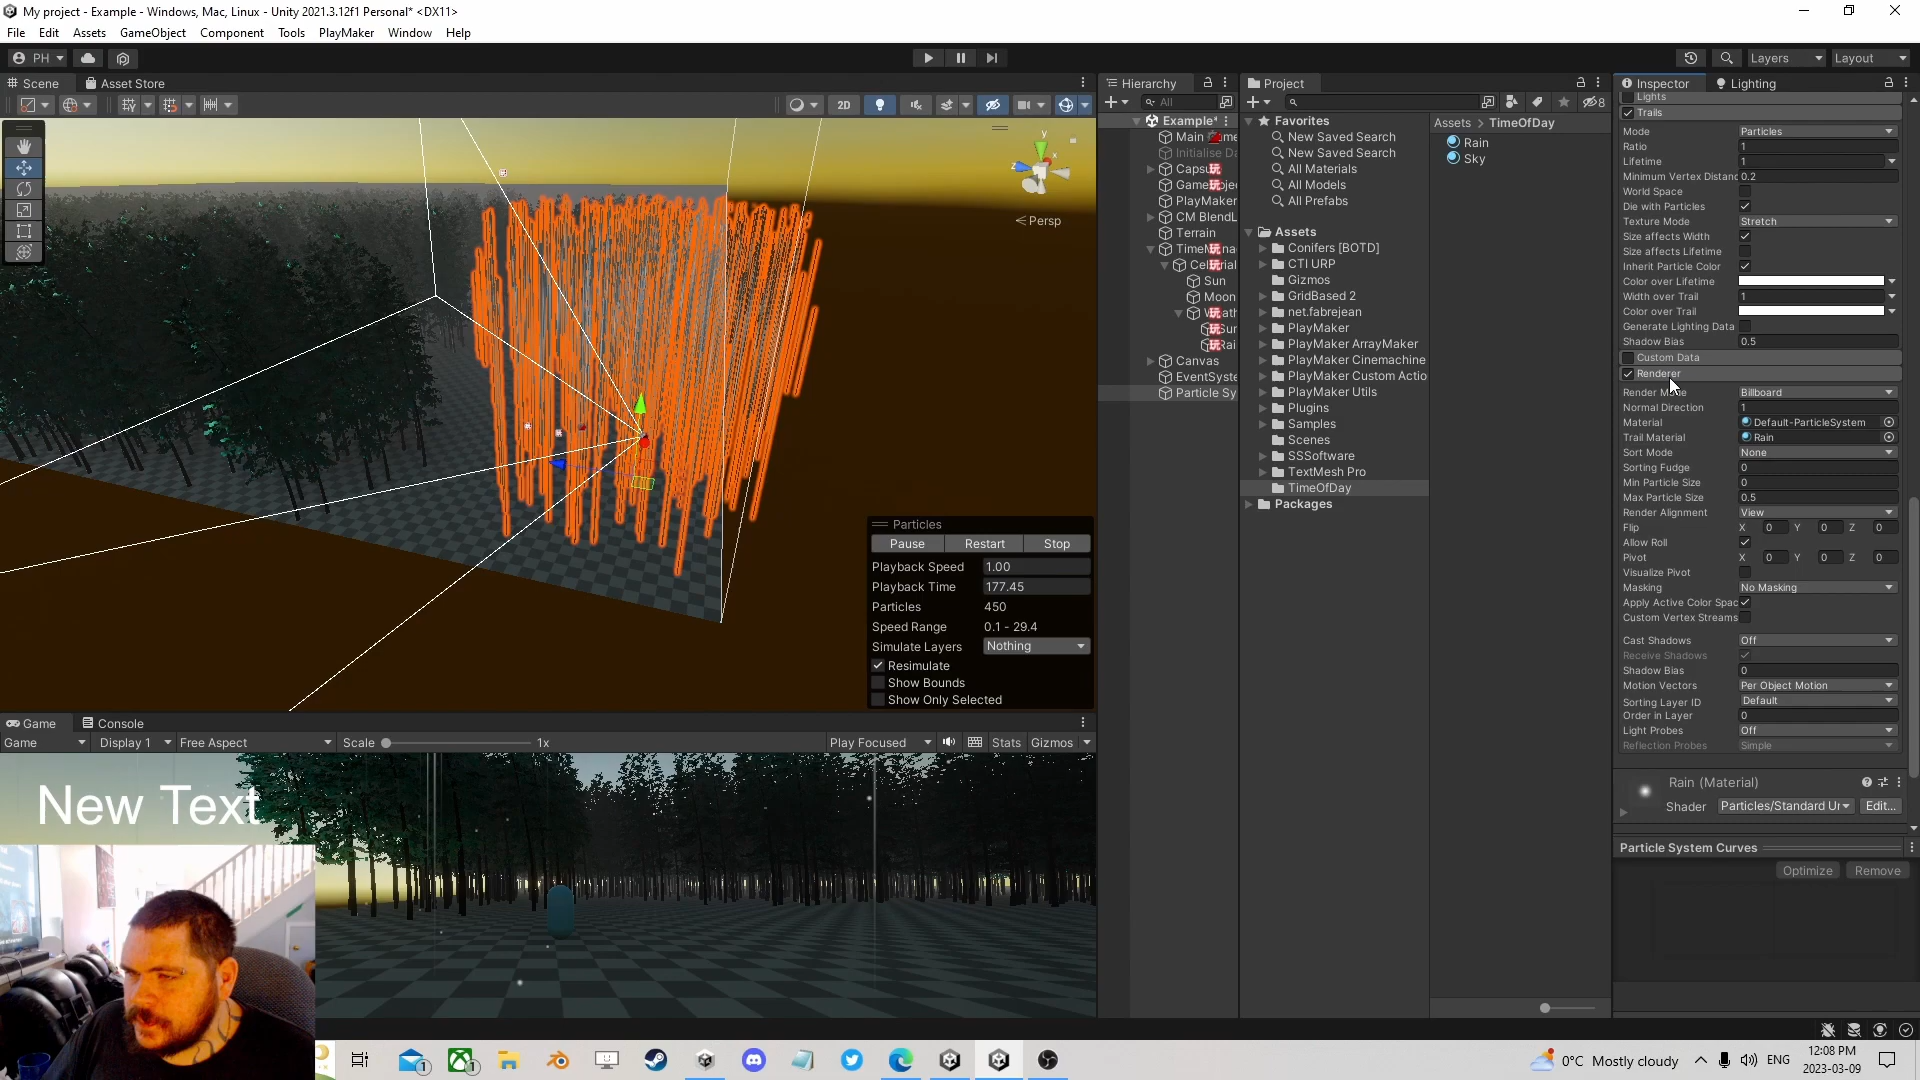 My project - Example - Windows, Mac, Linux - Unity 2021.3.12f1 Personal* <DX11>
File Edit Assets GameObject Component Tools PlayMaker Window Help
PH
Layers Layout
Scene Asset Store
2D
Persp
Particles
Pause Restart Stop
Playback Speed 1.00
Playback Time 177.45
Particles 450
Speed Range 0.1 - 29.4
Simulate Layers Nothing
Resimulate
Show Bounds
Show Only Selected
Game Console
Game Display 1 Free Aspect Scale 1x Play Focused Stats Gizmos
New Text
Hierarchy
All
Example*
Main
Initialise Da
Capsu
GameObje
PlayMaker
CM BlendL
Terrain
Sun
Moon
Canvas
EventSyste
Particle Sy
Project
8
Favorites
New Saved Search
New Saved Search
All Materials
All Models
All Prefabs
Assets
Conifers [BOTD]
CTI URP
Gizmos
GridBased 2
net.fabrejean
PlayMaker
PlayMaker ArrayMaker
PlayMaker Cinemachine
PlayMaker Custom Actio
PlayMaker Utils
Plugins
Samples
Scenes
SSSoftware
TextMesh Pro
TimeOfDay
Packages
Assets > TimeOfDay
Rain
Sky
Inspector Lighting
Lights
Trails
Mode Particles
Ratio 1
Lifetime 1
Minimum Vertex Distanc 0.2
World Space
Die with Particles
Texture Mode Stretch
Size affects Width
Size affects Lifetime
Inherit Particle Color
Color over Lifetime
Width over Trail 1
Color over Trail
Generate Lighting Data
Shadow Bias 0.5
Custom Data
Renderer
Render Mode Billboard
Normal Direction 1
Material Default-ParticleSystem
Trail Material Rain
Sort Mode None
Sorting Fudge 0
Min Particle Size 0
Max Particle Size 0.5
Render Alignment View
Flip X 0 Y 0 Z 0
Allow Roll
Pivot X 0 Y 0 Z 0
Visualize Pivot
Masking No Masking
Apply Active Color Spac
Custom Vertex Streams
Cast Shadows Off
Receive Shadows
Shadow Bias 0
Motion Vectors Per Object Motion
Sorting Layer ID Default
Order in Layer 0
Light Probes Off
Reflection Probes Simple
Rain (Material)
Shader Particles/Standard Ur Edit...
Particle System Curves
Optimize Remove
1
1
0°C Mostly cloudy
ENG
12:08 PM
2023-03-09